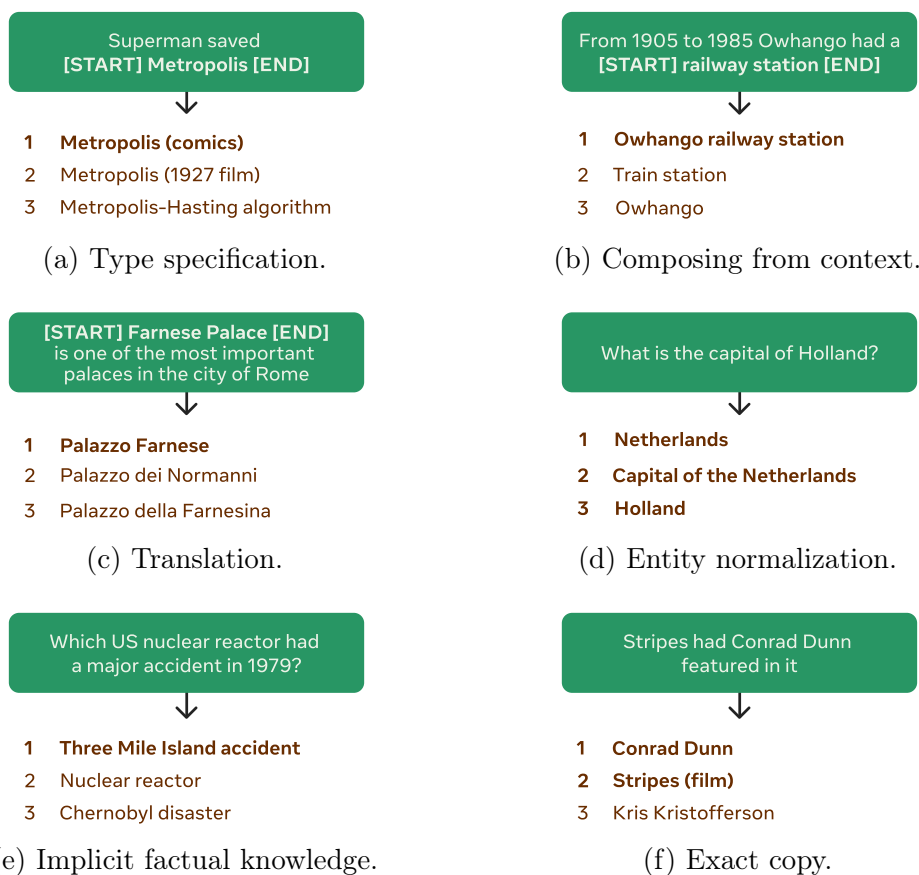 Superman saved
[START] Metropolis [END]
1 Metropolis (comics)
2 Metropolis (1927 film)
3 Metropolis-Hasting algorithm
(a) Type specification.
From 1905 to 1985 Owhango had a
[START] railway station [END]
1 Owhango railway station
2 Train station
3 Owhango
(b) Composing from context.
[START] Farnese Palace [END]
is one of the most important
palaces in the city of Rome
1 Palazzo Farnese
2 Palazzo dei Normanni
3 Palazzo della Farnesina
(c) Translation.
What is the capital of Holland?
1 Netherlands
2 Capital of the Netherlands
3 Holland
(d) Entity normalization.
Which US nuclear reactor had
a major accident in 1979?
1 Three Mile Island accident
2 Nuclear reactor
3 Chernobyl disaster
e) Implicit factual knowledge.
Stripes had Conrad Dunn
featured in it
1 Conrad Dunn
2 Stripes (film)
3 Kris Kristofferson
(f) Exact copy.